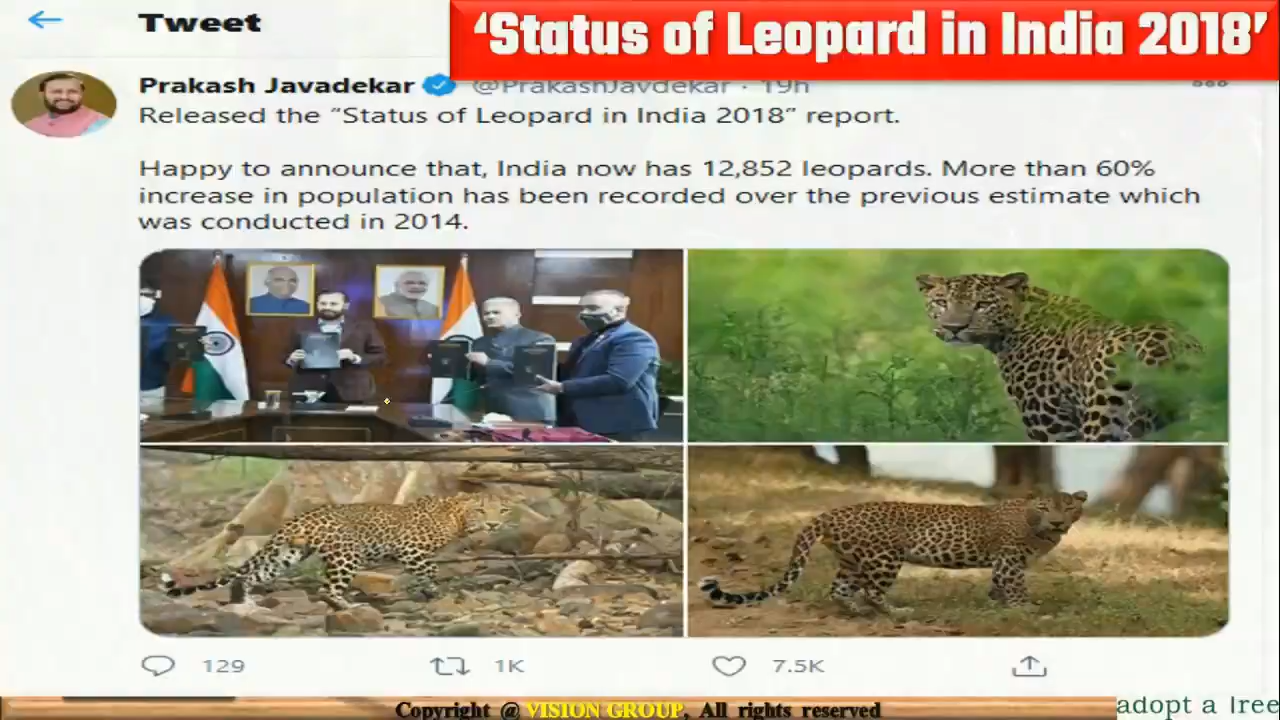 Tweet
‘Status of Leopard in India 2018’
Prakash Javadekar @PrakashJavdekar · 19h
Released the “Status of Leopard in India 2018” report.
Happy to announce that, India now has 12,852 leopards. More than 60%
increase in population has been recorded over the previous estimate which
was conducted in 2014.
129 1K 7.5K
Copyright @ VISION GROUP, All rights reserved
adopt a Tree